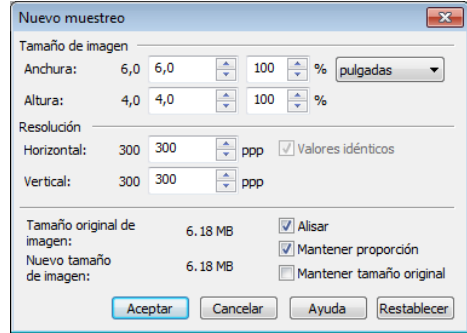 Nuevo muestreo
Tamaño de imagen
Anchura: 6,0 6,0 100 % pulgadas
Altura: 4,0 4,0 100 %
Resolución
Horizontal: 300 300 ppp Valores idénticos
Vertical: 300 300 ppp
Tamaño original de
imagen: 6.18 MB Alisar
Nuevo tamaño
de imagen: 6.18 MB Mantener proporción
Mantener tamaño original
Aceptar Cancelar Ayuda Restablecer